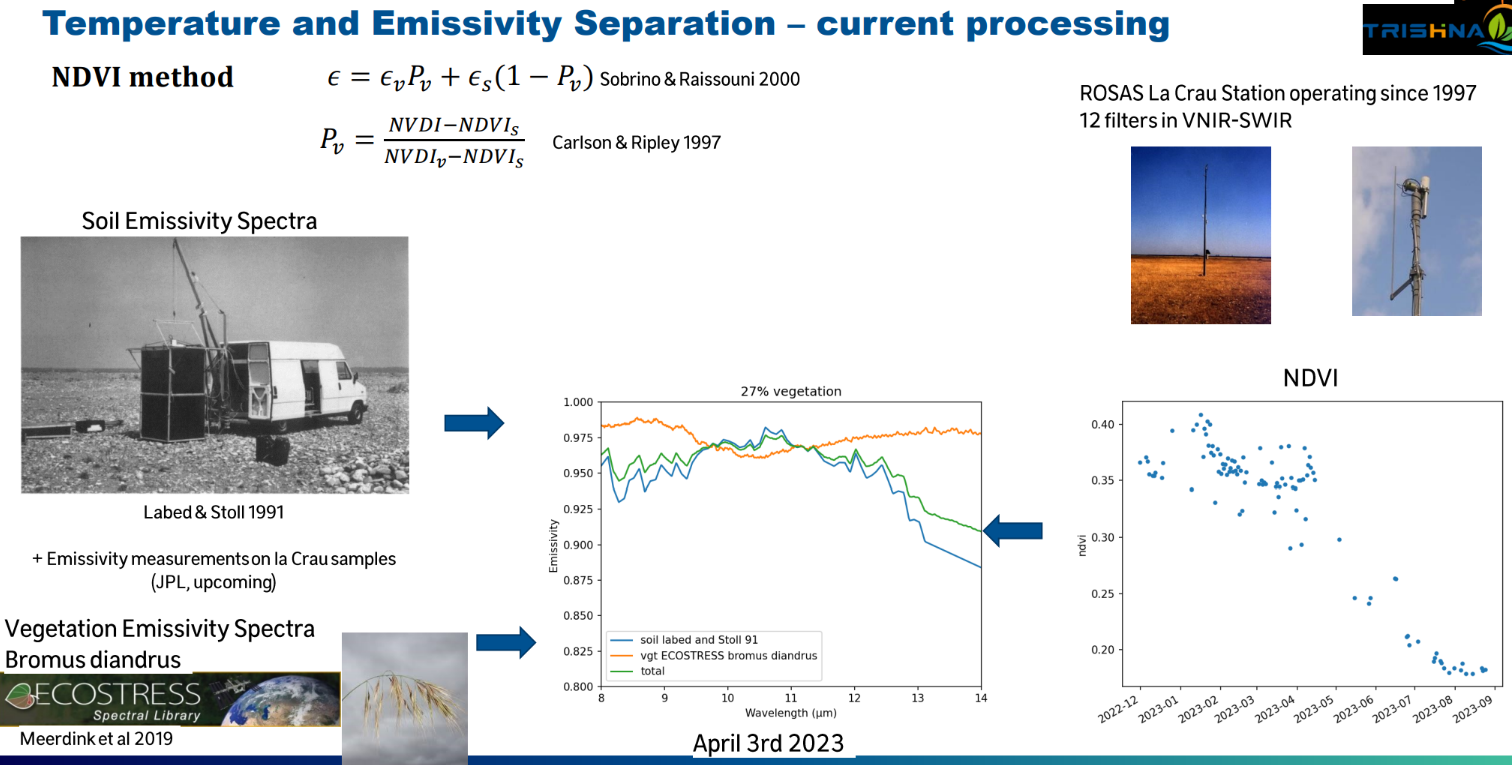 Temperature and Emissivity Separation – current processing
TRISHNA
NDVI method
ϵ = ϵᵥPᵥ + ϵₛ(1 − Pᵥ) Sobrino & Raissouni 2000
Pᵥ = (NVDI−NDVIₛ)/(NVDIᵥ−NDVIₛ) Carlson & Ripley 1997
ROSAS La Crau Station operating since 1997
12 filters in VNIR-SWIR
Soil Emissivity Spectra
Labed & Stoll 1991
+ Emissivity measurements on la Crau samples
(JPL, upcoming)
Vegetation Emissivity Spectra
Bromus diandrus
ECOSTRESS
Spectral Library
Meerdink et al 2019
27% vegetation
1.000
0.975
0.950
0.925
0.900
0.875
0.850
0.825
0.800
Emissivity
soil labed and Stoll 91
vgt ECOSTRESS bromus diandrus
total
8 9 10 11 12 13 14
Wavelength (μm)
April 3rd 2023
NDVI
0.40
0.35
0.30
0.25
0.20
ndvi
2022-12 2023-01 2023-02 2023-03 2023-04 2023-05 2023-06 2023-07 2023-08 2023-09